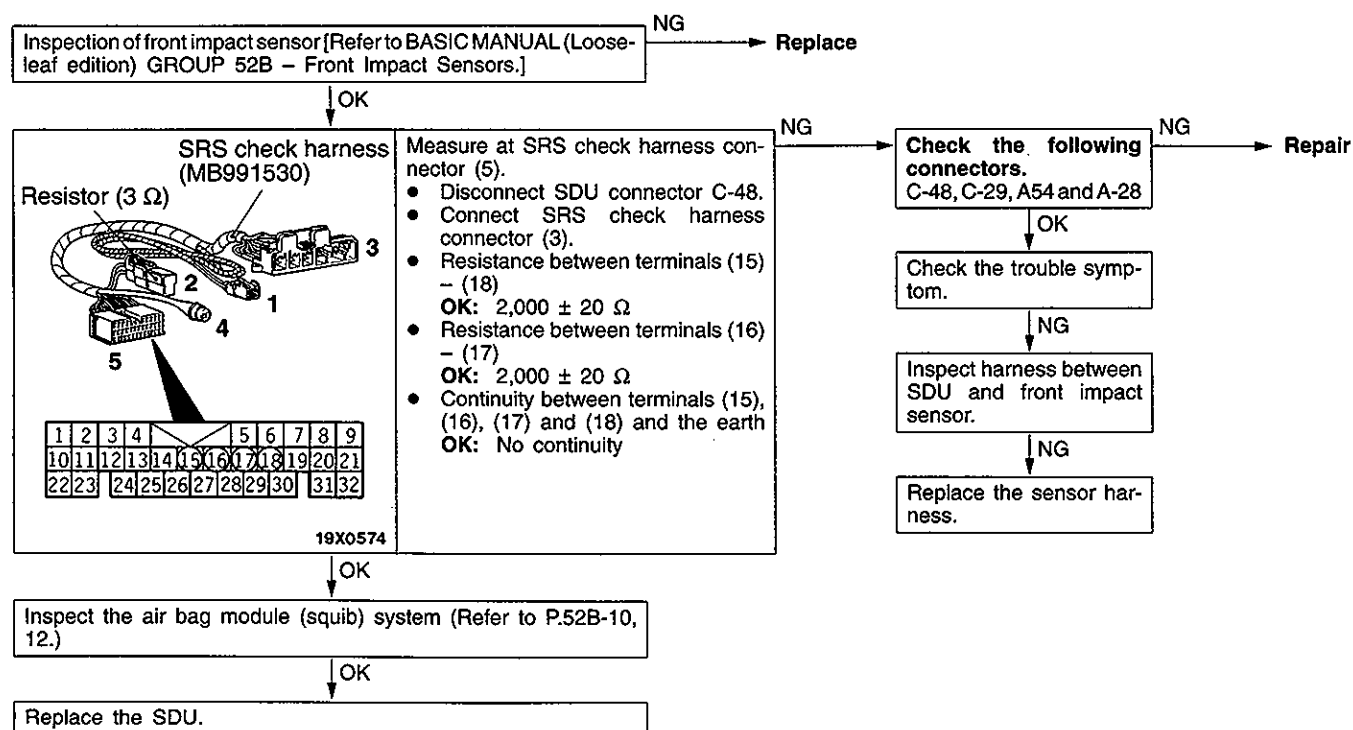 Inspection of front impact sensor [Refer to BASIC MANUAL (Loose-
leaf edition) GROUP 52B – Front Impact Sensors.]
NG
Replace
OK
SRS check harness
(MB991530)
Resistor (3 Ω)
3
2
1
4
5
1 2 3 4 5 6 7 8 9
10 11 12 13 14 15 16 17 18 19 20 21
22 23 24 25 26 27 28 29 30 31 32
19X0574
Measure at SRS check harness con-
nector (5).
● Disconnect SDU connector C-48.
● Connect SRS check harness
connector (3).
● Resistance between terminals (15)
– (18)
OK: 2,000 ± 20 Ω
● Resistance between terminals (16)
– (17)
OK: 2,000 ± 20 Ω
● Continuity between terminals (15),
(16), (17) and (18) and the earth
OK: No continuity
NG
Check the following
connectors.
C-48, C-29, A54 and A-28
NG
Repair
OK
Check the trouble symp-
tom.
NG
Inspect harness between
SDU and front impact
sensor.
NG
Replace the sensor har-
ness.
OK
Inspect the air bag module (squib) system (Refer to P.52B-10,
12.)
OK
Replace the SDU.